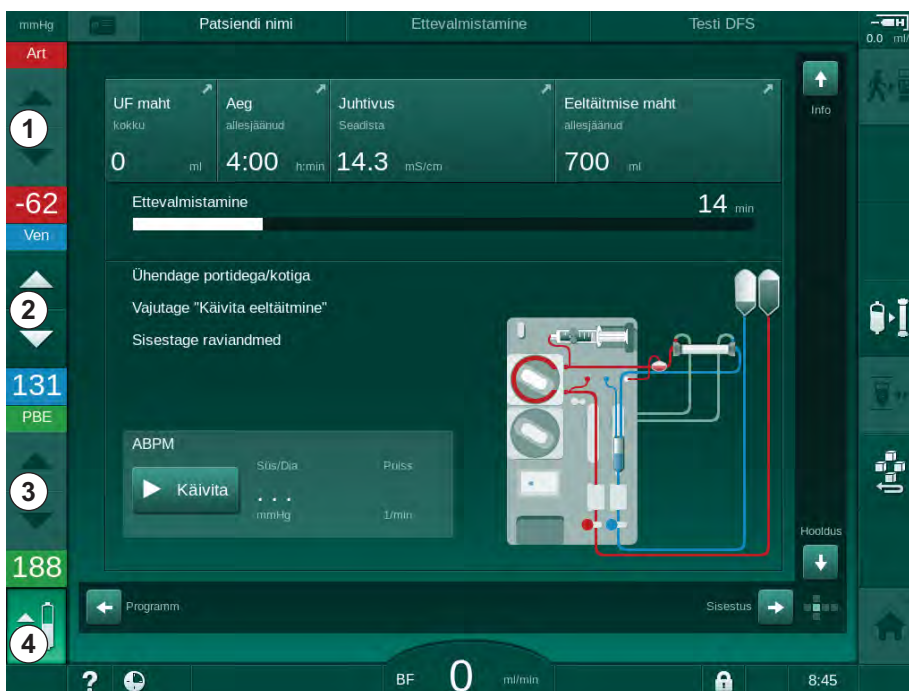 mmHg
Patsiendi nimi
Ettevalmistamine
Testi DFS
0.0 ml/
Art
1
-62
Ven
2
131
PBE
3
188
4
UF maht
kokku
0 ml
Aeg
allesjäänud
4:00 h:min
Juhtivus
Seadista
14.3 mS/cm
Eeltäitmise maht
allesjäänud
700 ml
Info
Ettevalmistamine
14 min
Ühendage portidega/kotiga
Vajutage "Käivita eeltäitmine"
Sisestage raviandmed
ABPM
Käivita
Süs/Dia
. . .
mmHg
Pulss
1/min
Hooldus
Programm
Sisestus
?
BF 0 ml/min
8:45